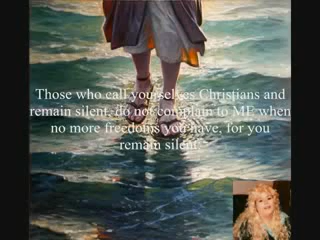 Those who call yourselves Christians and
remain silent, do not complain to ME when
no more freedoms you have, for you
remain silent.~